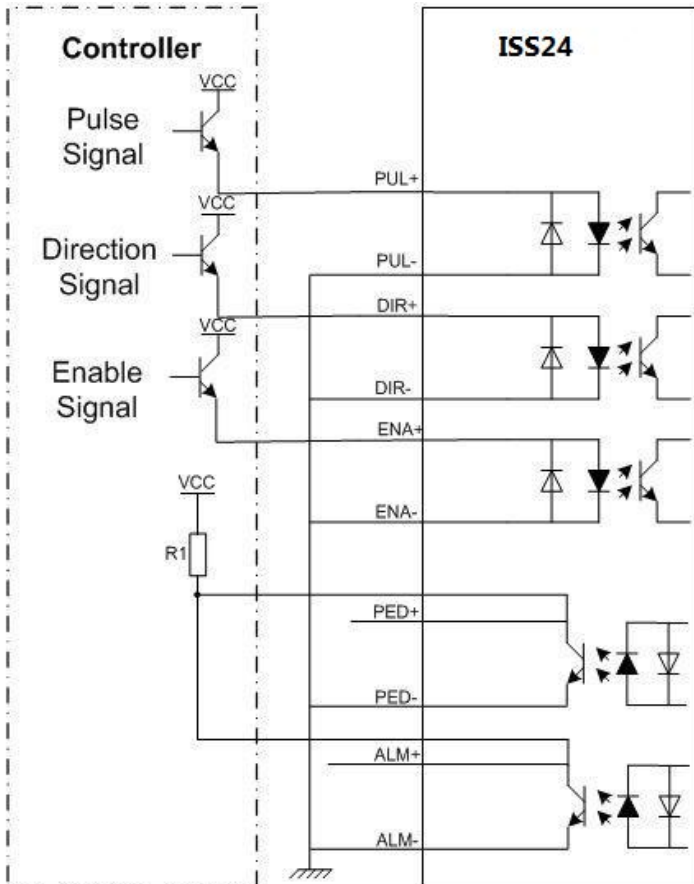 Controller
ISS24
VCC
Pulse
Signal
PUL+
VCC
Direction
Signal
PUL-
DIR+
VCC
Enable
Signal
DIR-
ENA+
VCC
ENA-
R1
PED+
PED-
ALM+
ALM-